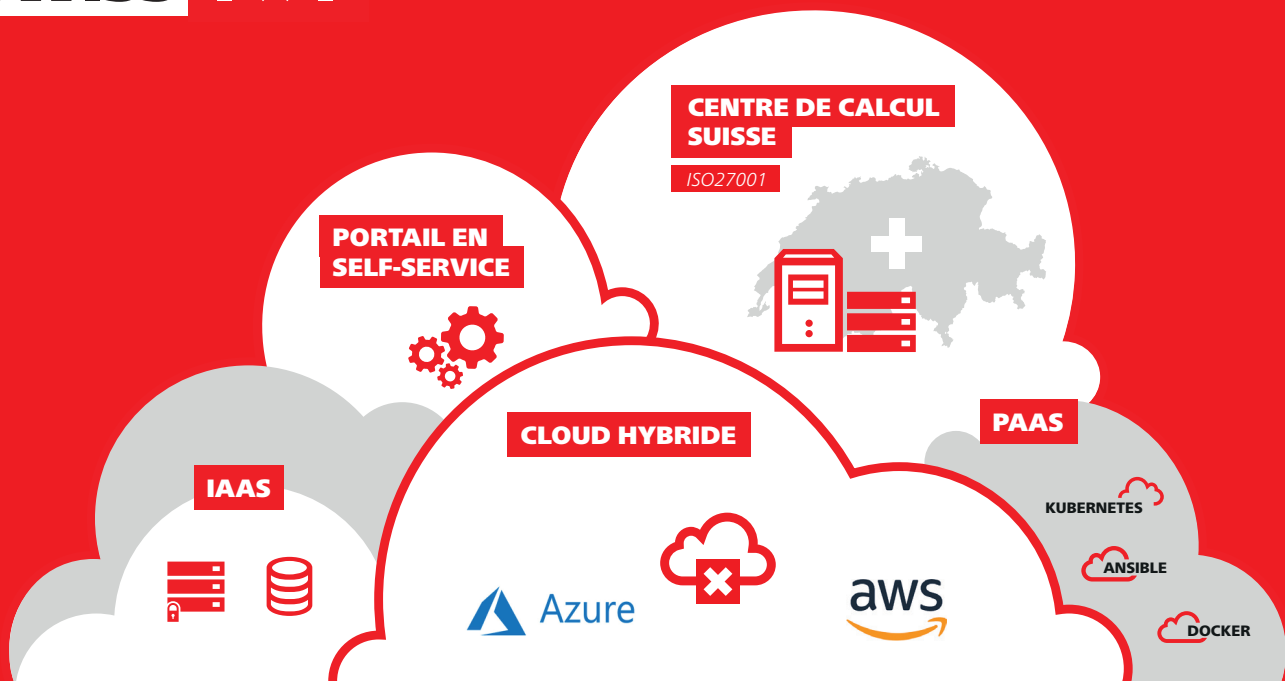 CENTRE DE CALCUL
SUISSE
ISO27001
PORTAIL EN
SELF-SERVICE
CLOUD HYBRIDE
PAAS
IAAS
KUBERNETES
ANSIBLE
Azure
aws
DOCKER